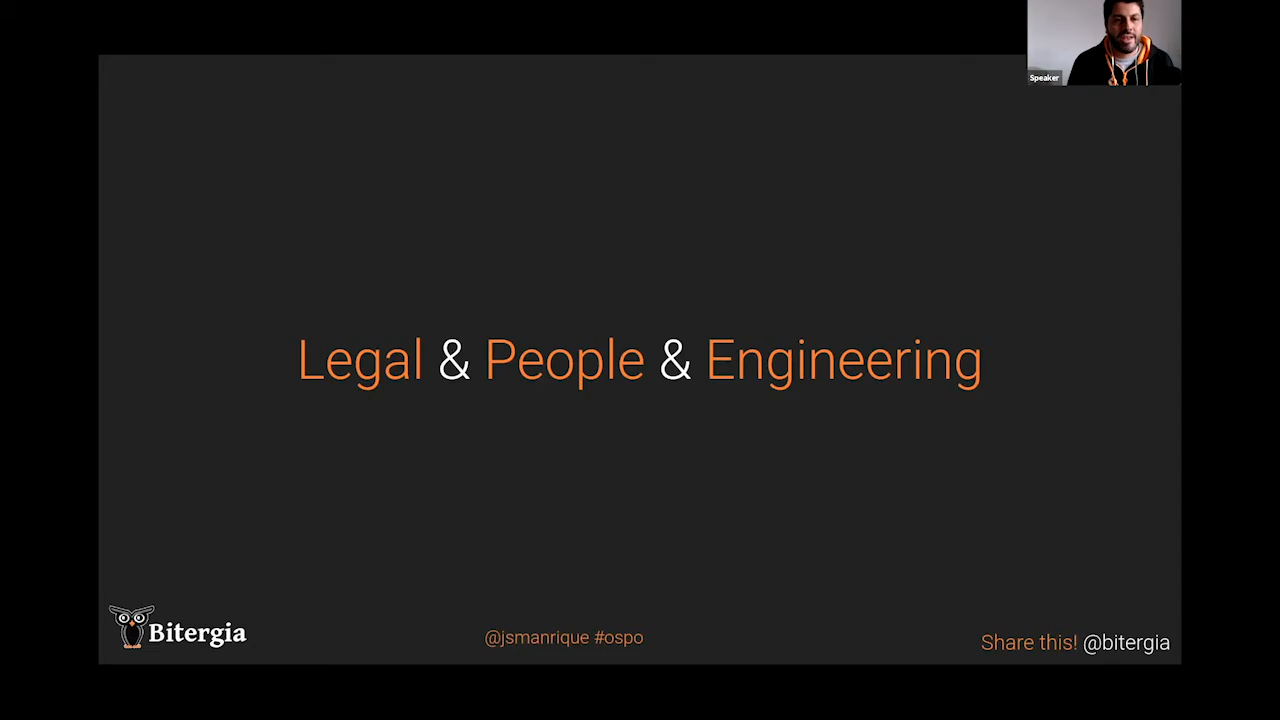 Speaker
Legal & People & Engineering
Bitergia
@jsmanrique #ospo
Share this! @bitergia